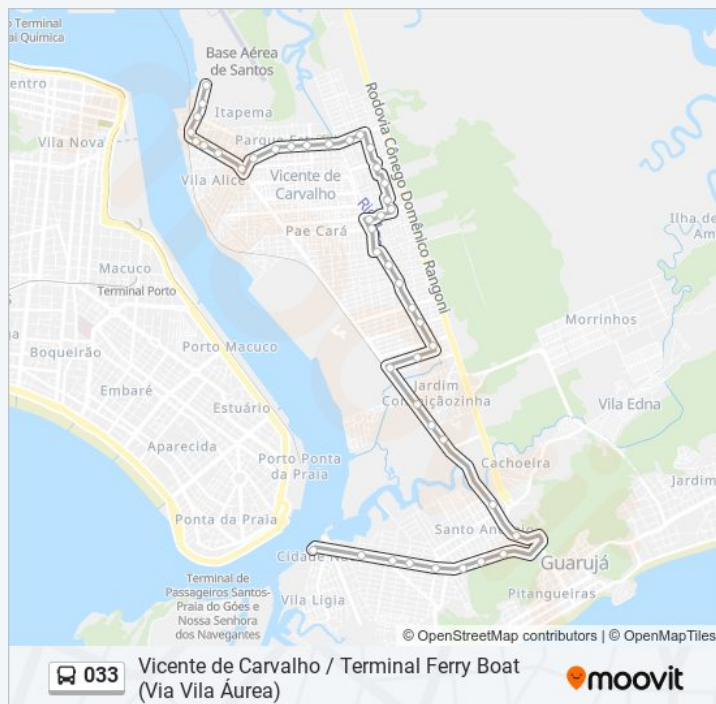 o Terminal
ai Química
Base Aérea
de Santos
entro
Itapema
Vila Nova
Vila Alice
Vicente de
Carvalho
Rodovia Cônego Domênico Rangoni
Ilha de
Am
Pae Cará
Macuco
Terminal Porto
Morrinhos
Boqueirão
Porto Macuco
Embaré
Jardim
Estuário
Vila Edna
Aparecida
Cachoeira
Porto Ponta
da Praia
Jardim
Ponta da Praia
Guarujá
Terminal de
Passageiros Santos-
Praia do Góes e
Nossa Senhora
dos Navegantes
Vila Ligia
Pitangueiras
© OpenStreetMap contributors | © OpenMapTiles
033
Vicente de Carvalho / Terminal Ferry Boat
(Via Vila Áurea)
moovit